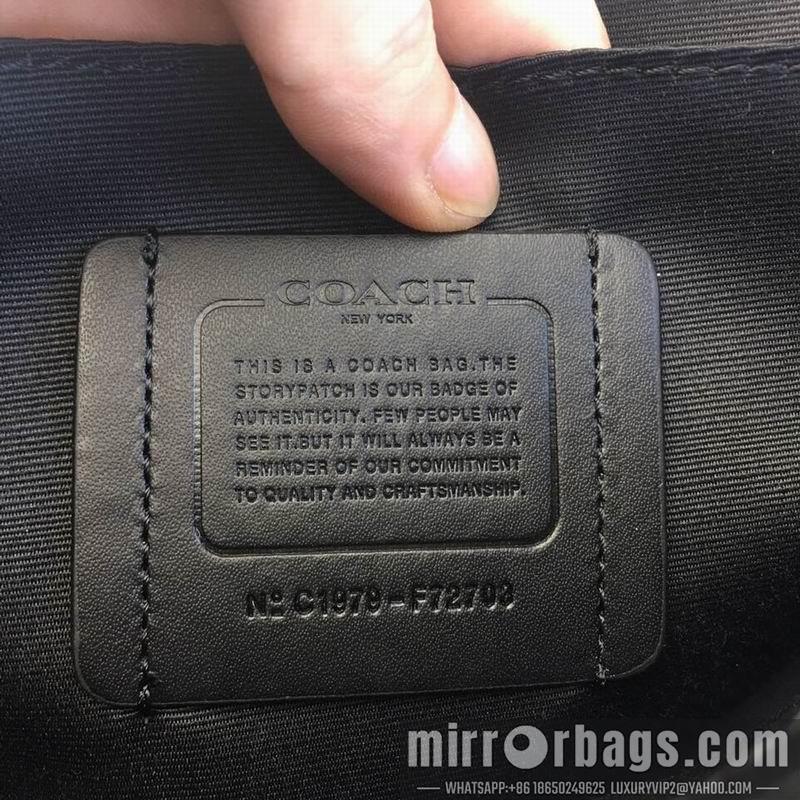 COACH
NEW YORK
THIS IS A COACH BAG.THE
STORYPATCH IS OUR BADGE OF
AUTHENTICITY. FEW PEOPLE MAY
SEE IT.BUT IT WILL ALWAYS BE A
REMINDER OF OUR COMMITMENT
TO QUALITY AND CRAFTSMANSHIP.
Nº C1979-F72703
mirrorbags.com
WHATSAPP:+86 18650249625 LUXURYVIP2@YAHOO.COM